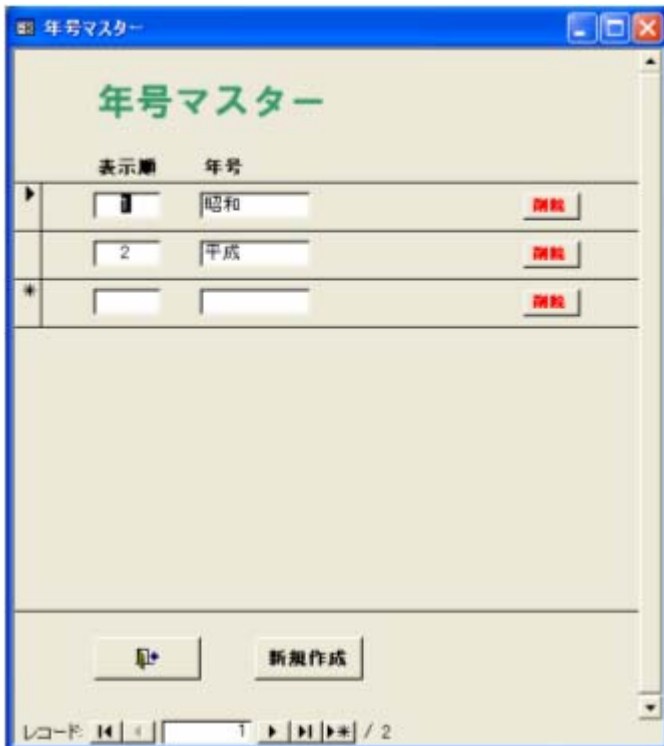 年号マスター
年号マスター
表示順 年号
1 昭和 削除
2 平成 削除
削除
新規作成
レコード: 1 / 2